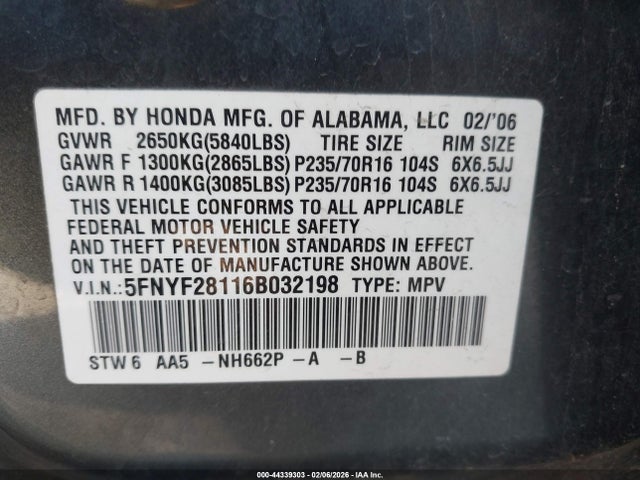 MFD. BY HONDA MFG. OF ALABAMA, LLC 02/'06
GVWR 2650KG(5840LBS) TIRE SIZE RIM SIZE
GAWR F 1300KG(2865LBS) P235/70R16 104S 6X6.5JJ
GAWR R 1400KG(3085LBS) P235/70R16 104S 6X6.5JJ
THIS VEHICLE CONFORMS TO ALL APPLICABLE
FEDERAL MOTOR VEHICLE SAFETY
AND THEFT PREVENTION STANDARDS IN EFFECT
ON THE DATE OF MANUFACTURE SHOWN ABOVE.
V.I.N.:5FNYF28116B032198 TYPE: MPV
STW6 AA5 -NH662P -A -B
000-44339303 - 02/06/2026 - IAA Inc.